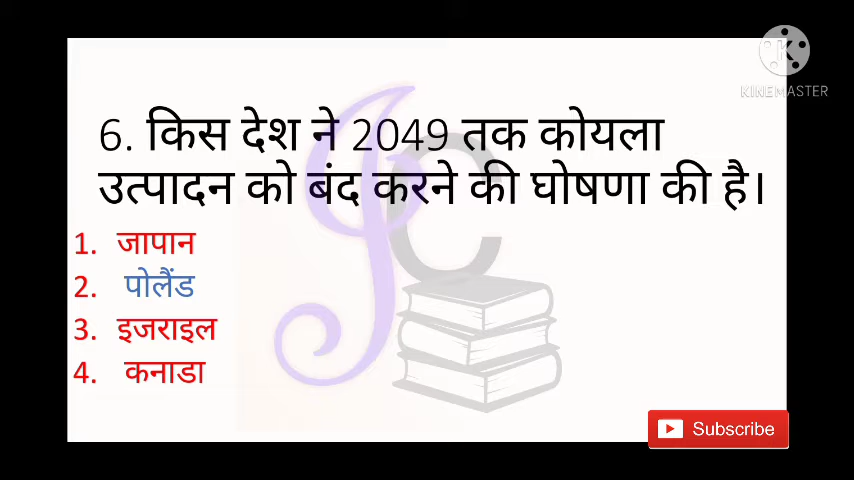 KINEMASTER
6. किस देश ने 2049 तक कोयला
उत्पादन को बंद करने की घोषणा की है।
1. जापान
2. पोलैंड
3. इजराइल
4. कनाडा
Subscribe